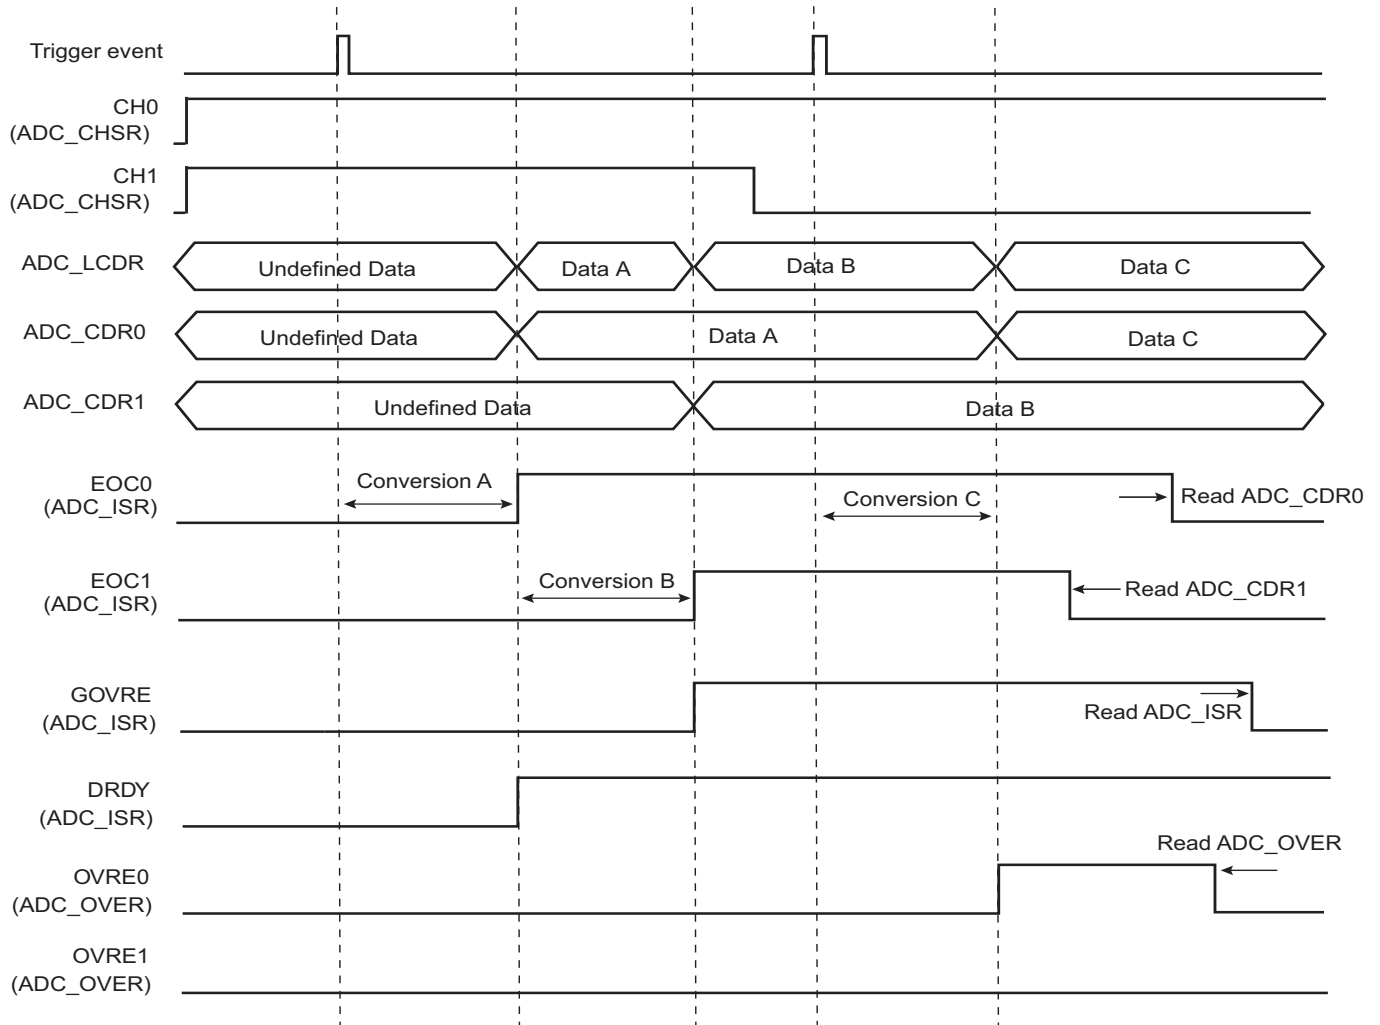 Trigger event
CH0
(ADC_CHSR)
CH1
(ADC_CHSR)
ADC_LCDR
Undefined Data
Data A
Data B
Data C
ADC_CDR0
Undefined Data
Data A
Data C
ADC_CDR1
Undefined Data
Data B
EOC0
(ADC_ISR)
Conversion A
Conversion C
Read ADC_CDR0
EOC1
(ADC_ISR)
Conversion B
Read ADC_CDR1
GOVRE
(ADC_ISR)
Read ADC_ISR
DRDY
(ADC_ISR)
Read ADC_OVER
OVRE0
(ADC_OVER)
OVRE1
(ADC_OVER)